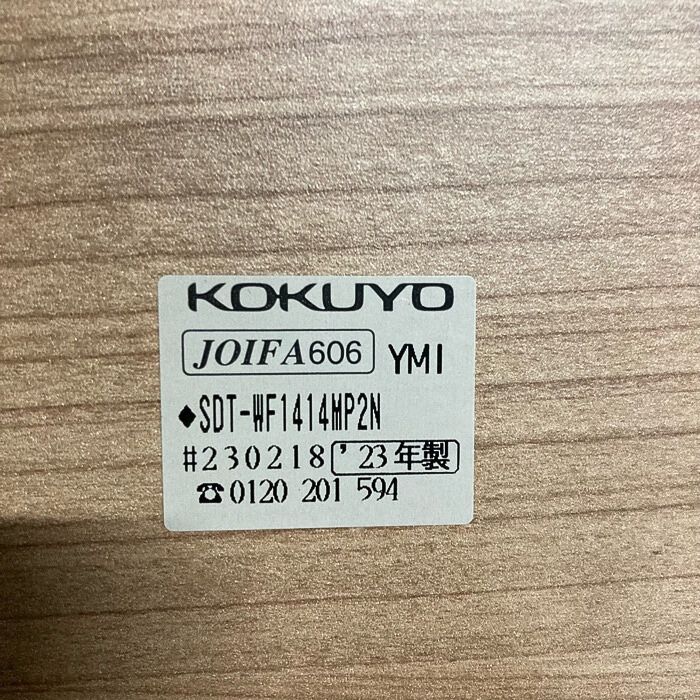 KOKUYO
JOIFA606 YMI
◆SDT-WF1414MP2N
#230218 '23年製
☎0120 201 594